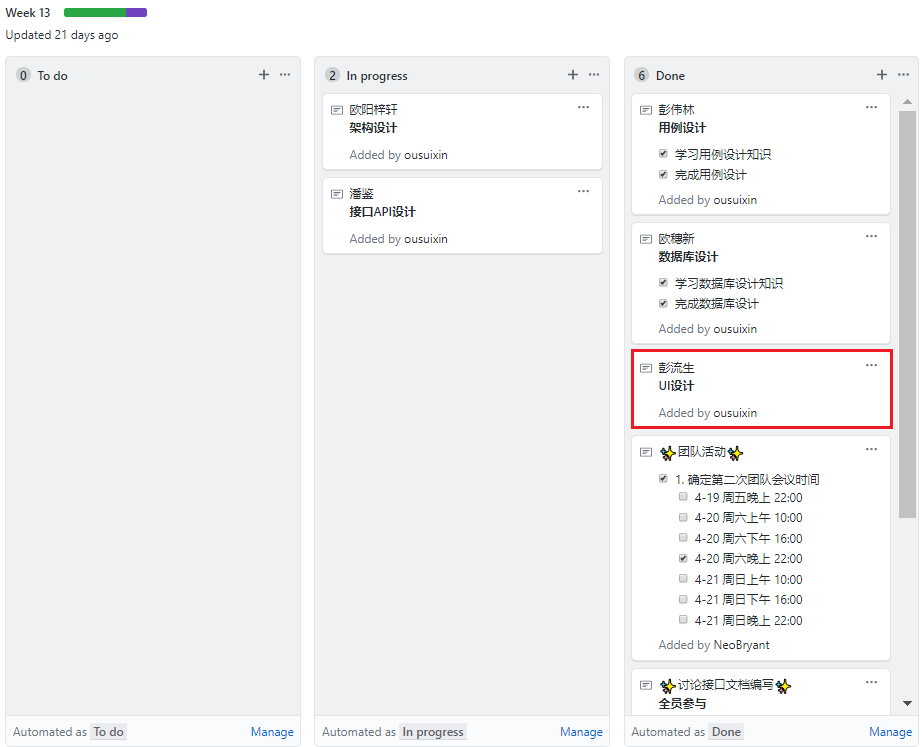 Week 13
Updated 21 days ago
0 To do
2 In progress
欧阳梓轩
架构设计
Added by ousuixin
潘鉴
接口API设计
Added by ousuixin
6 Done
彭伟林
用例设计
学习用例设计知识
完成用例设计
Added by ousuixin
欧穗新
数据库设计
学习数据库设计知识
完成数据库设计
Added by ousuixin
彭流生
UI设计
Added by ousuixin
✨团队活动✨
1. 确定第二次团队会议时间
4-19 周五晚上 22:00
4-20 周六上午 10:00
4-20 周六下午 16:00
4-20 周六晚上 22:00
4-21 周日上午 10:00
4-21 周日下午 16:00
4-21 周日晚上 22:00
Added by NeoBryant
✨讨论接口文档编写✨
全员参与
Automated as To do Manage
Automated as In progress Manage
Automated as Done Manage